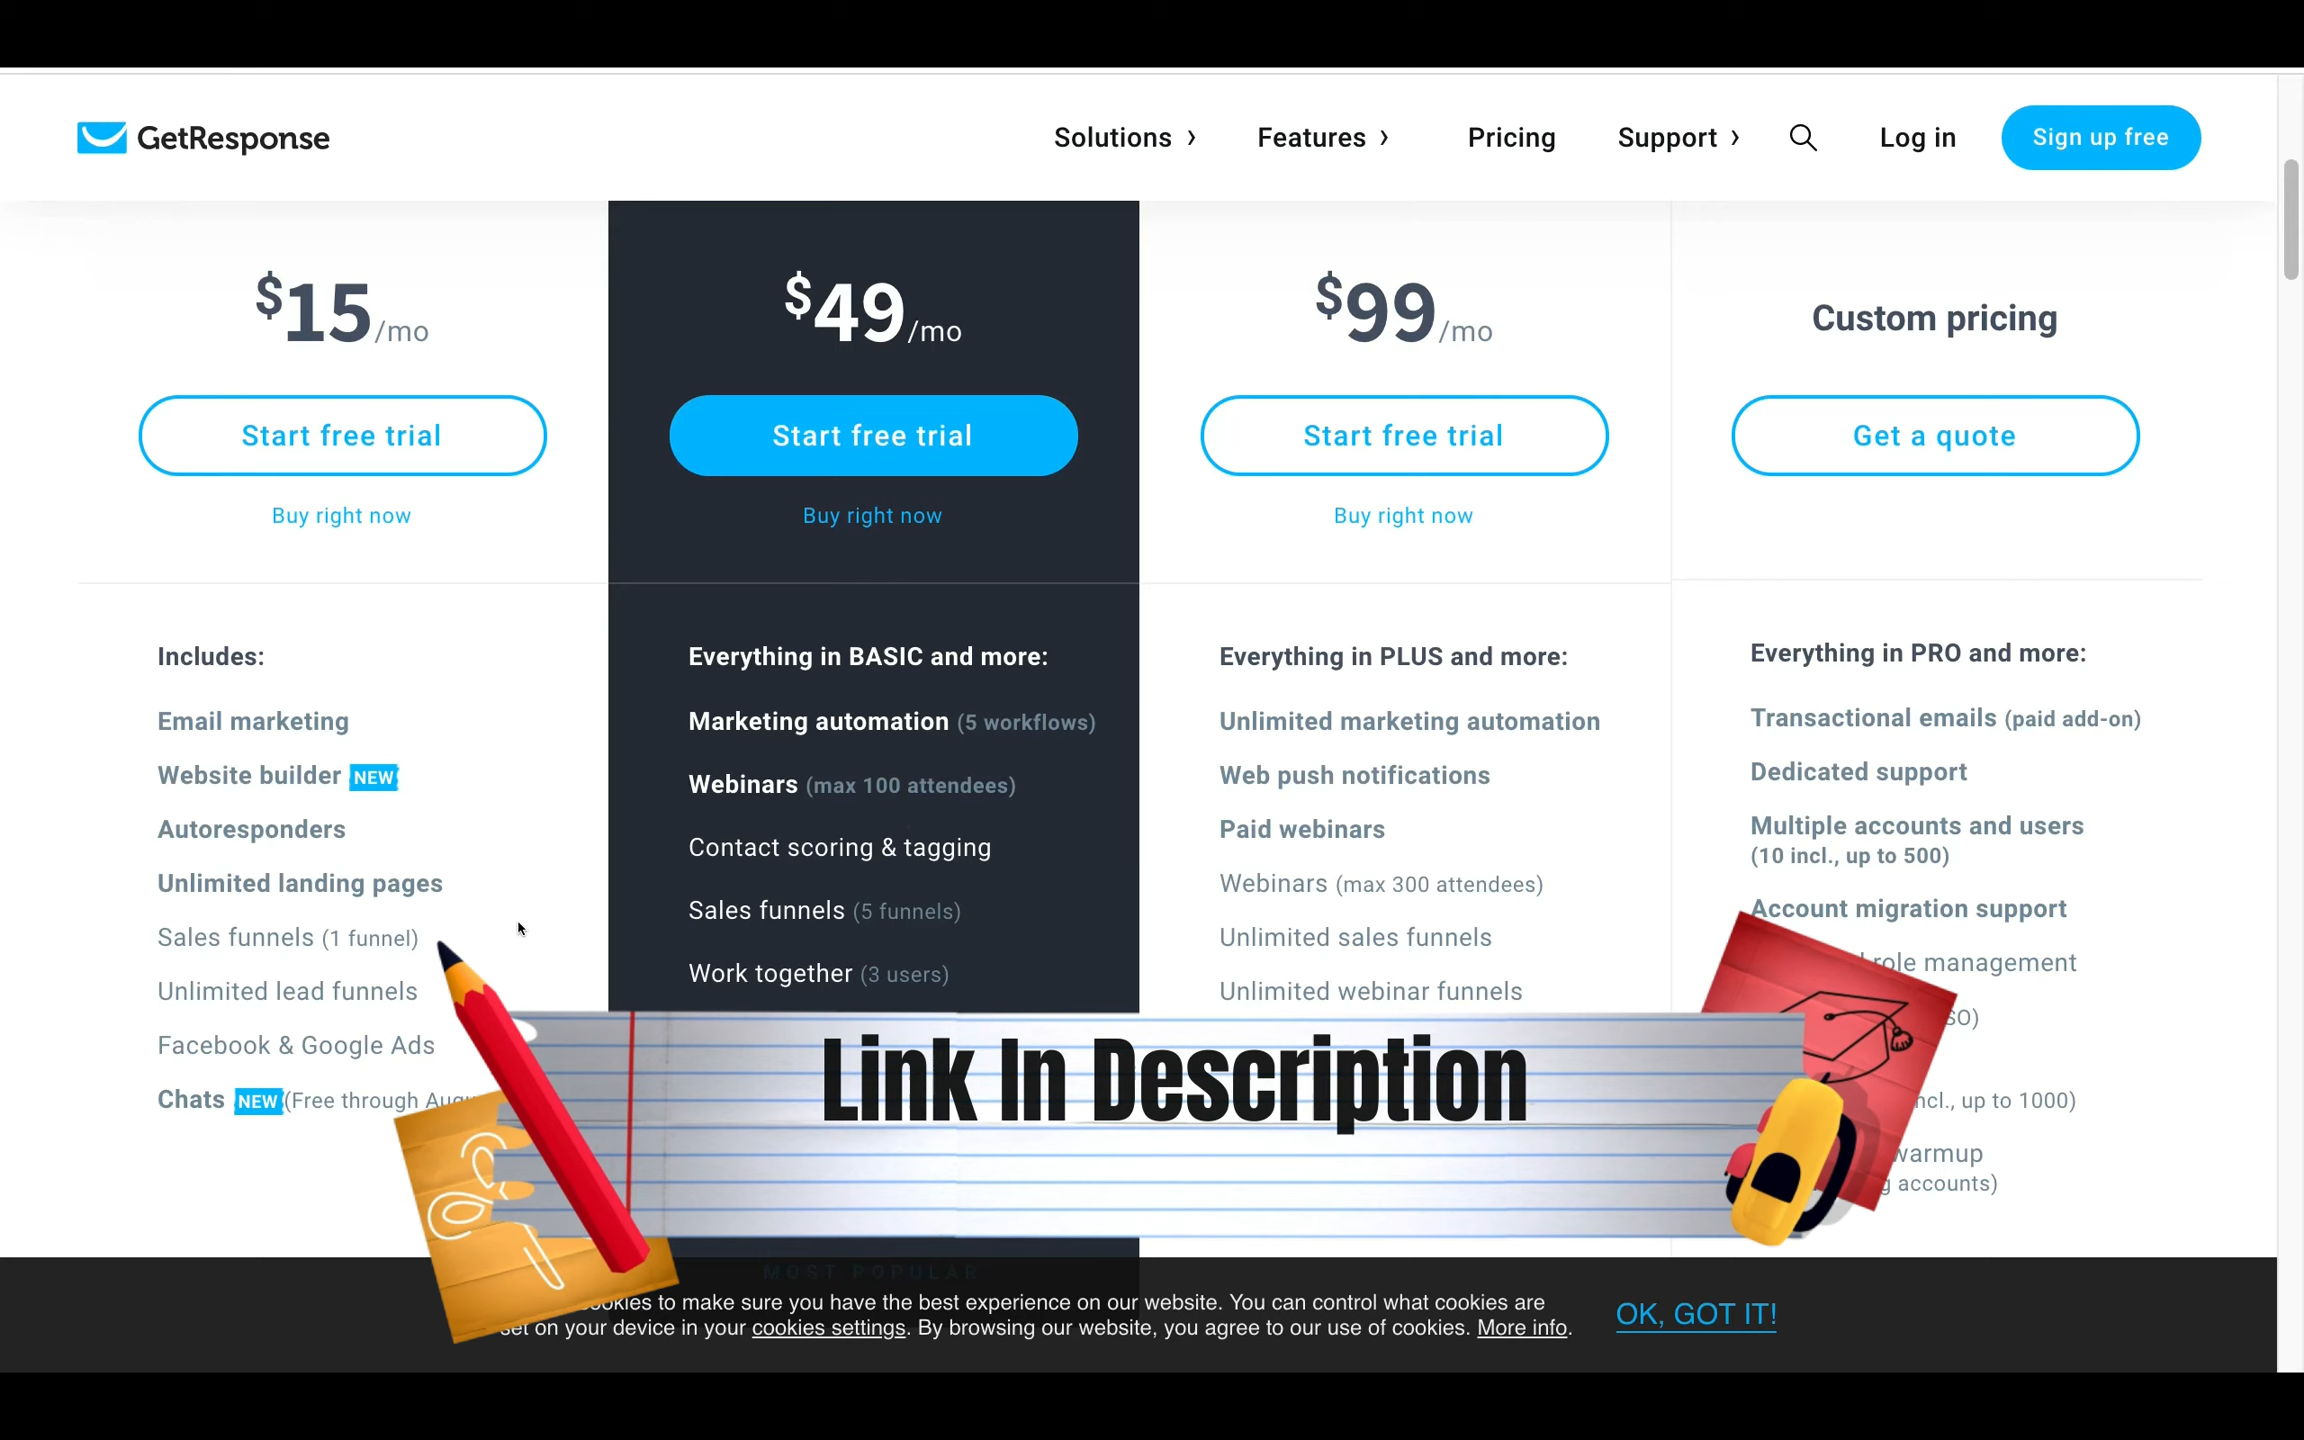 GetResponse
Solutions
Features
Pricing
Support
Log in
Sign up free
$15/mo
Start free trial
Buy right now
Includes:
Email marketing
Website builder NEW
Autoresponders
Unlimited landing pages
Sales funnels (1 funnel)
Unlimited lead funnels
Facebook & Google Ads
Chats NEW (Free through
$49/mo
Start free trial
Buy right now
Everything in BASIC and more:
Marketing automation (5 workflows)
Webinars (max 100 attendees)
Contact scoring & tagging
Sales funnels (5 funnels)
Work together (3 users)
MOST POPULAR
$99/mo
Start free trial
Buy right now
Everything in PLUS and more:
Unlimited marketing automation
Web push notifications
Paid webinars
Webinars (max 300 attendees)
Unlimited sales funnels
Unlimited webinar funnels
Custom pricing
Get a quote
Everything in PRO and more:
Transactional emails (paid add-on)
Dedicated support
Multiple accounts and users
(10 incl., up to 500)
Account migration support
role management
up to 1000)
warmup
accounts)
Link In Description
to make sure you have the best experience on our website. You can control what cookies are
set on your device in your cookies settings. By browsing our website, you agree to our use of cookies. More info.
OK, GOT IT!